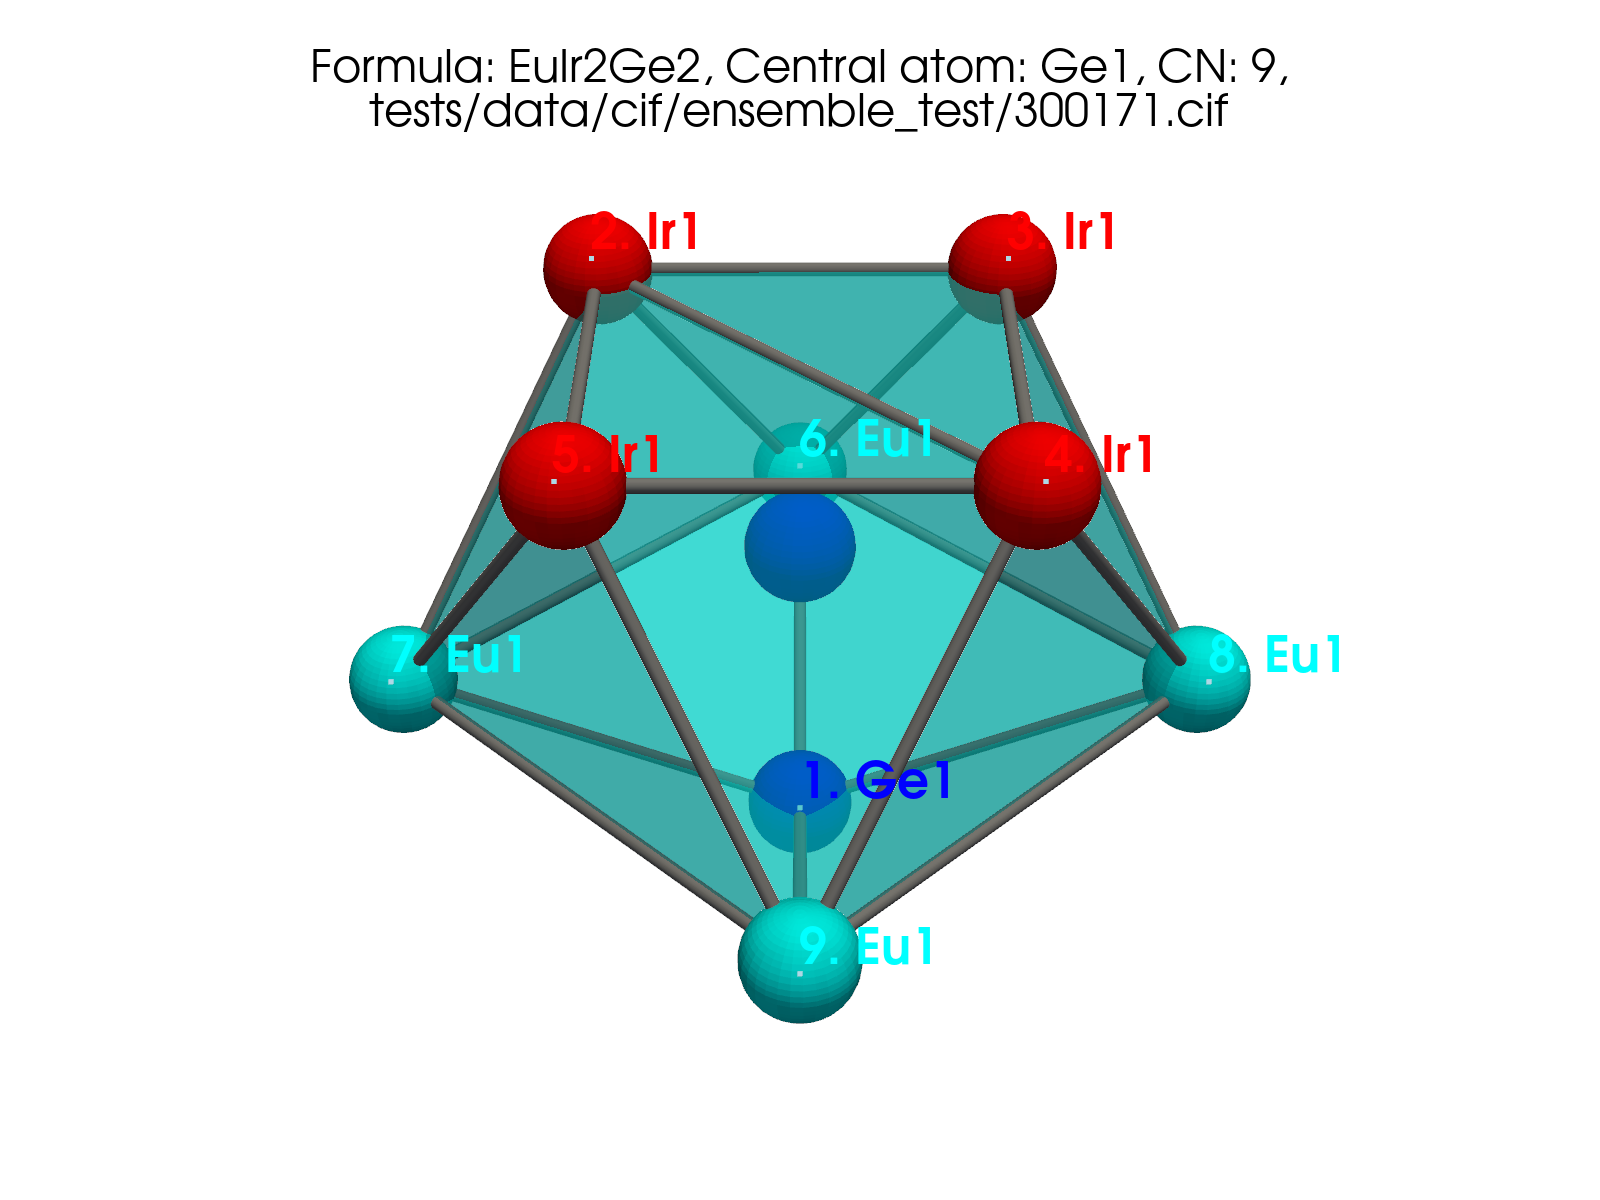 Formula: EuIr2Ge2, Central atom: Ge1, CN: 9,
tests/data/cif/ensemble_test/300171.cif
2. Ir1
3. Ir1
6. Eu1
5. Ir1
4. Ir1
7. Eu1
8. Eu1
1. Ge1
9. Eu1